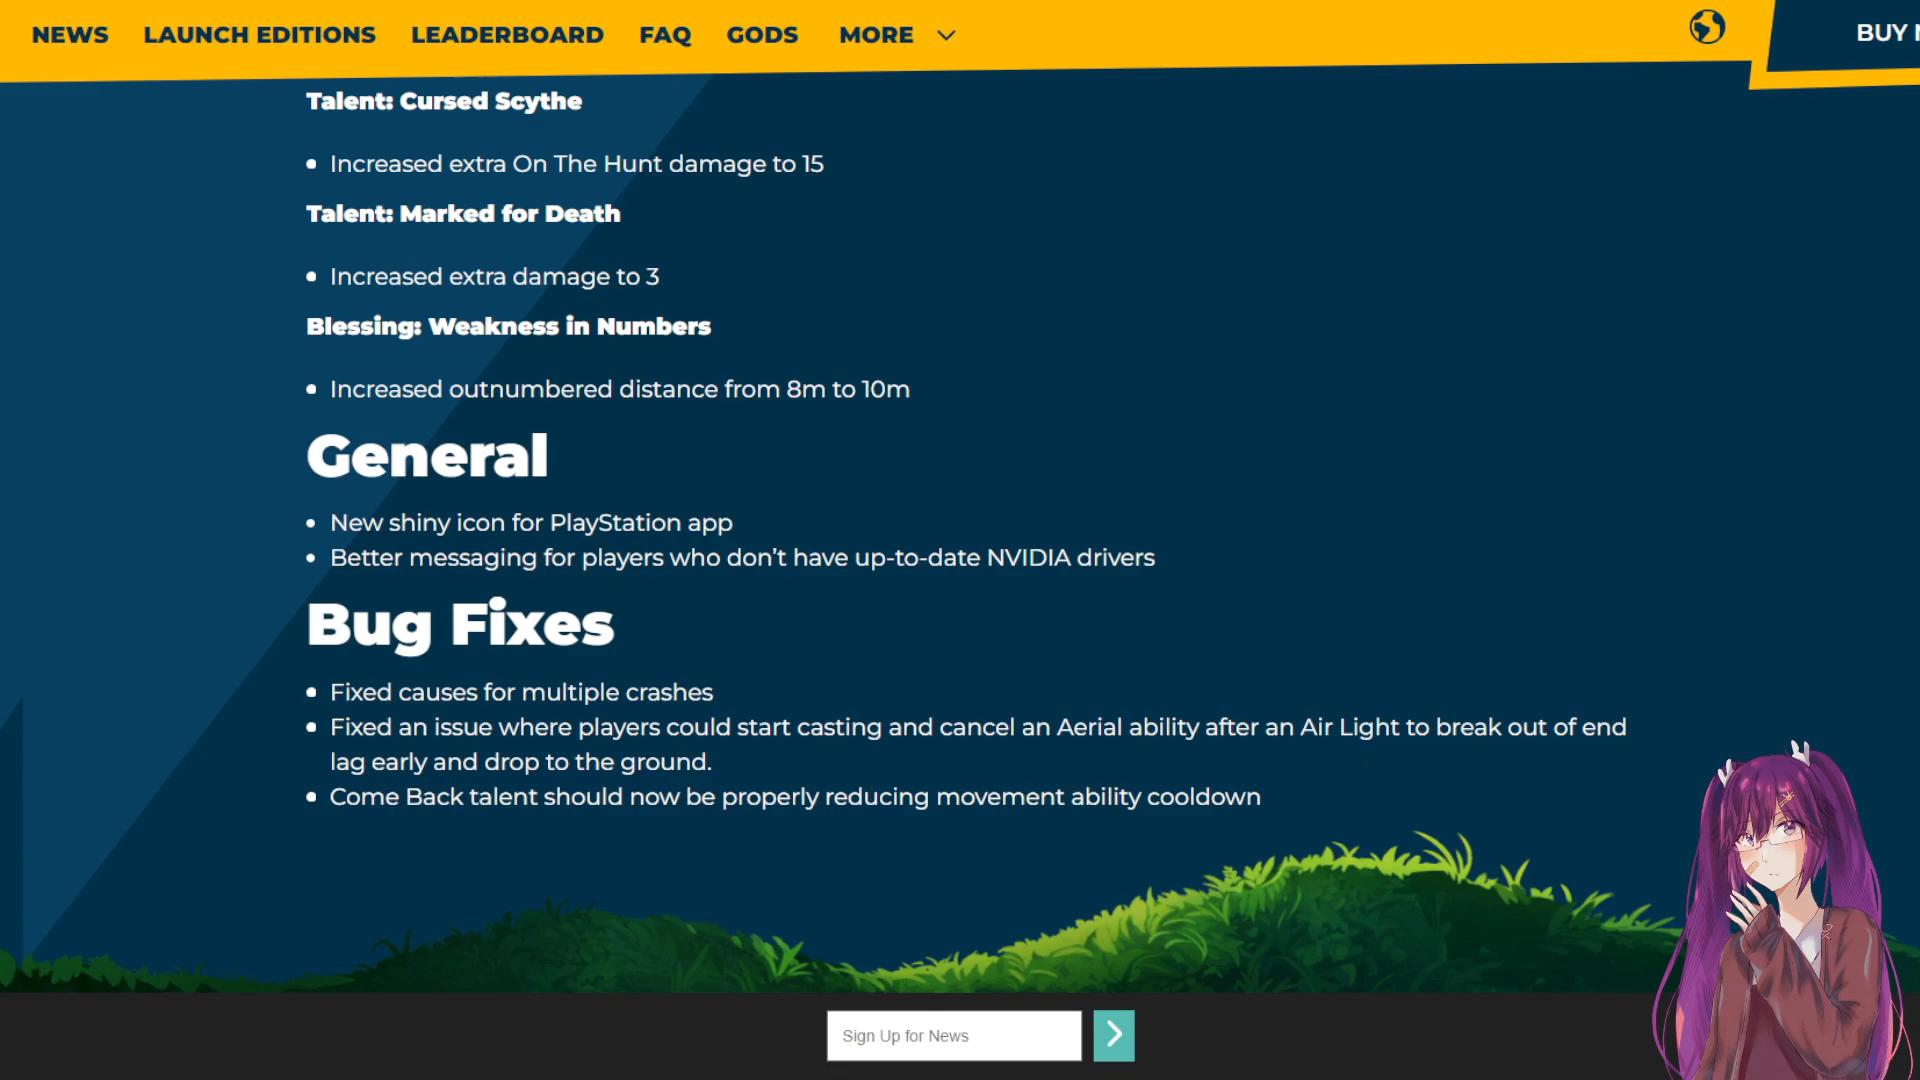 NEWS LAUNCH EDITIONS LEADERBOARD FAQ GODS MORE
BUY
Talent: Cursed Scythe
Increased extra On The Hunt damage to 15
Talent: Marked for Death
Increased extra damage to 3
Blessing: Weakness in Numbers
Increased outnumbered distance from 8m to 10m
General
New shiny icon for PlayStation app
Better messaging for players who don't have up-to-date NVIDIA drivers
Bug Fixes
Fixed causes for multiple crashes
Fixed an issue where players could start casting and cancel an Aerial ability after an Air Light to break out of end
lag early and drop to the ground.
Come Back talent should now be properly reducing movement ability cooldown
Sign Up for News